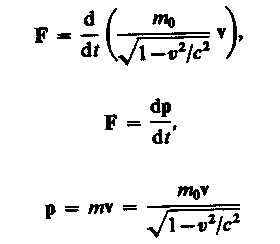 F = d/dt (m₀/√(1−v²/c²) v),
F = dp/dt,
p = mv = m₀v/√(1−v²/c²)